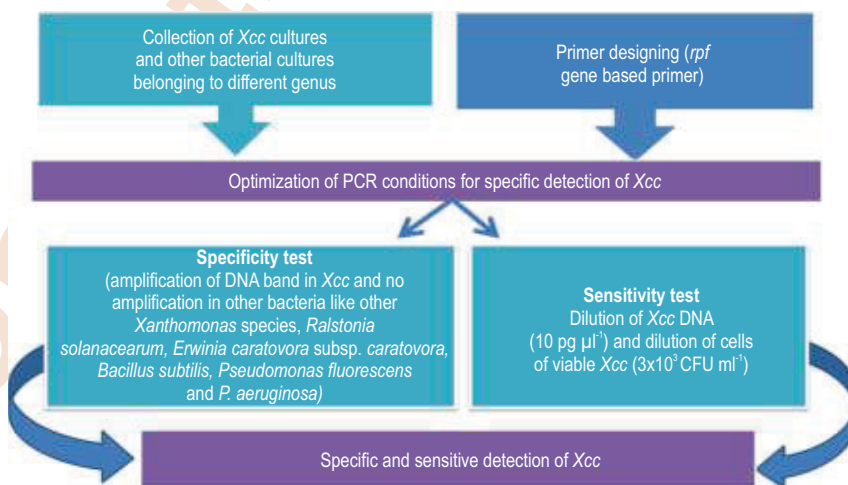 Collection of Xcc cultures
and other bacterial cultures
belonging to different genus
Primer designing (rpf
gene based primer)
Optimization of PCR conditions for specific detection of Xcc
Specificity test
(amplification of DNA band in Xcc and no
amplification in other bacteria like other
Xanthomonas species, Ralstonia
solanacearum, Erwinia caratovora subsp. caratovora,
Bacillus subtilis, Pseudomonas fluorescens
and P. aeruginosa)
Sensitivity test
Dilution of Xcc DNA
(10 pg µl⁻¹) and dilution of cells
of viable Xcc (3x10³ CFU ml⁻¹)
Specific and sensitive detection of Xcc